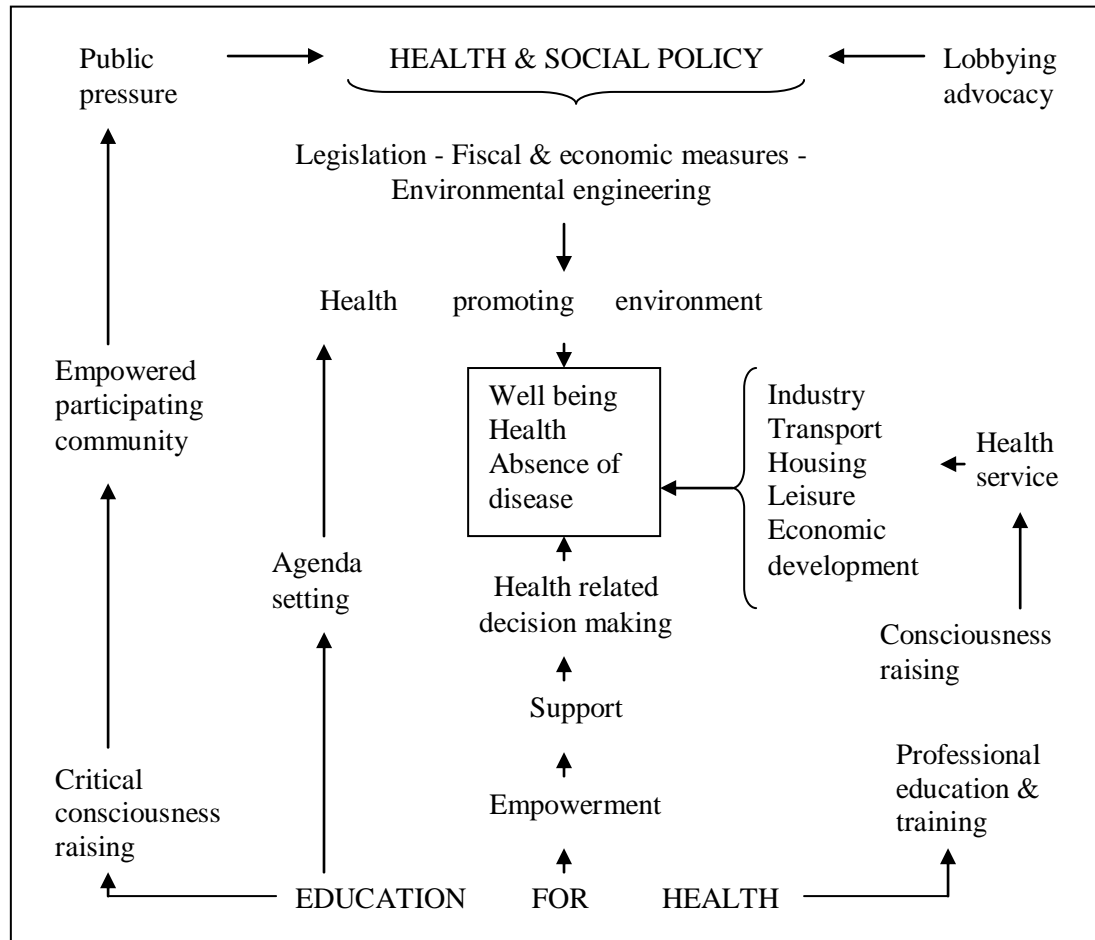 Public
pressure
HEALTH & SOCIAL POLICY
Lobbying
advocacy
Legislation - Fiscal & economic measures -
Environmental engineering
Health promoting environment
Empowered
participating
community
Well being
Health
Absence of
disease
Industry
Transport
Housing
Leisure
Economic
development
Health
service
Agenda
setting
Health related
decision making
Consciousness
raising
Support
Critical
consciousness
raising
Empowerment
Professional
education &
training
EDUCATION FOR HEALTH